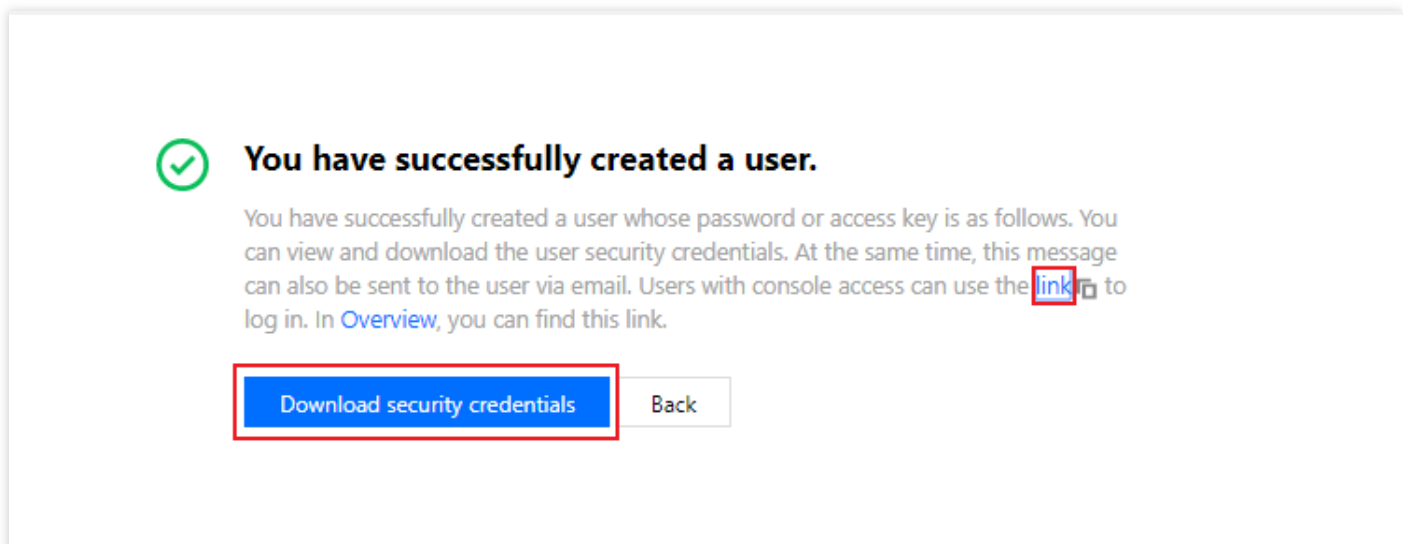 You have successfully created a user.
You have successfully created a user whose password or access key is as follows. You
can view and download the user security credentials. At the same time, this message
can also be sent to the user via email. Users with console access can use the link to
log in. In Overview, you can find this link.
Download security credentials Back